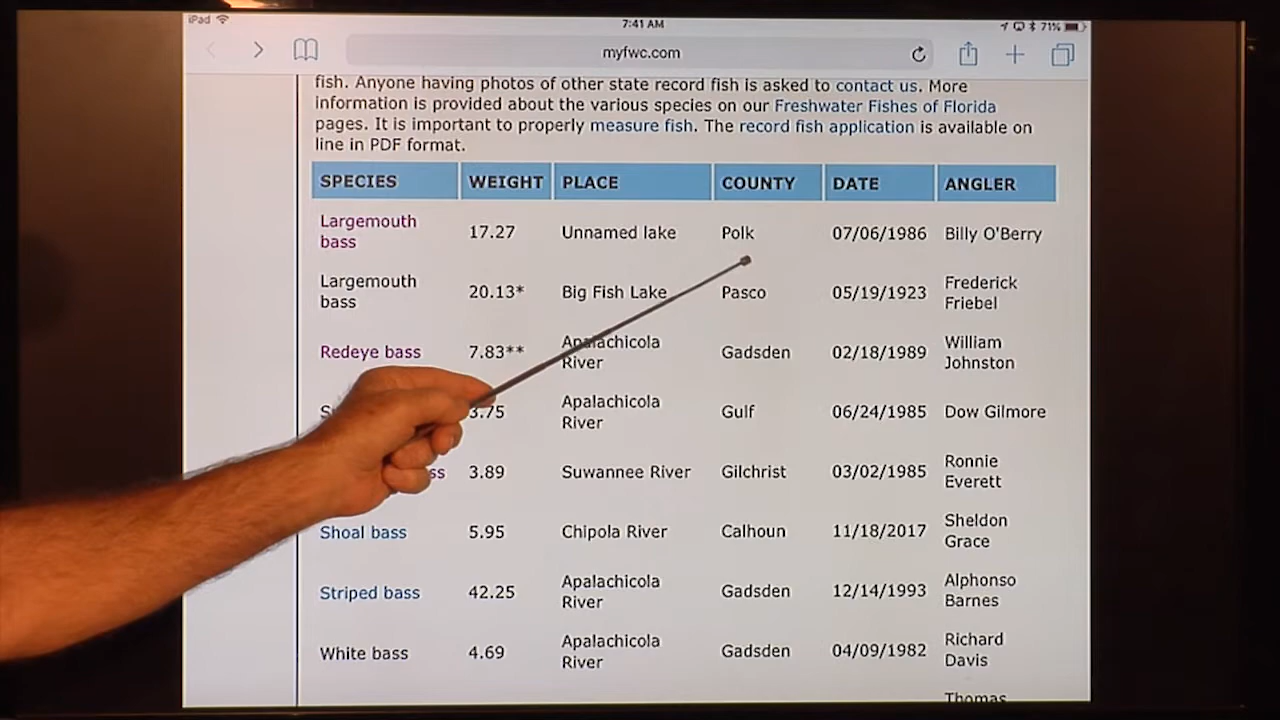 iPad 7:41 AM 71%
myfwc.com
fish. Anyone having photos of other state record fish is asked to contact us. More
information is provided about the various species on our Freshwater Fishes of Florida
pages. It is important to properly measure fish. The record fish application is available on
line in PDF format.
SPECIES WEIGHT PLACE COUNTY DATE ANGLER
Largemouth bass 17.27 Unnamed lake Polk 07/06/1986 Billy O'Berry
Largemouth bass 20.13* Big Fish Lake Pasco 05/19/1923 Frederick Friebel
Redeye bass 7.83** Apalachicola River Gadsden 02/18/1989 William Johnston
3.75 Apalachicola River Gulf 06/24/1985 Dow Gilmore
3.89 Suwannee River Gilchrist 03/02/1985 Ronnie Everett
Shoal bass 5.95 Chipola River Calhoun 11/18/2017 Sheldon Grace
Striped bass 42.25 Apalachicola River Gadsden 12/14/1993 Alphonso Barnes
White bass 4.69 Apalachicola River Gadsden 04/09/1982 Richard Davis
Thomas